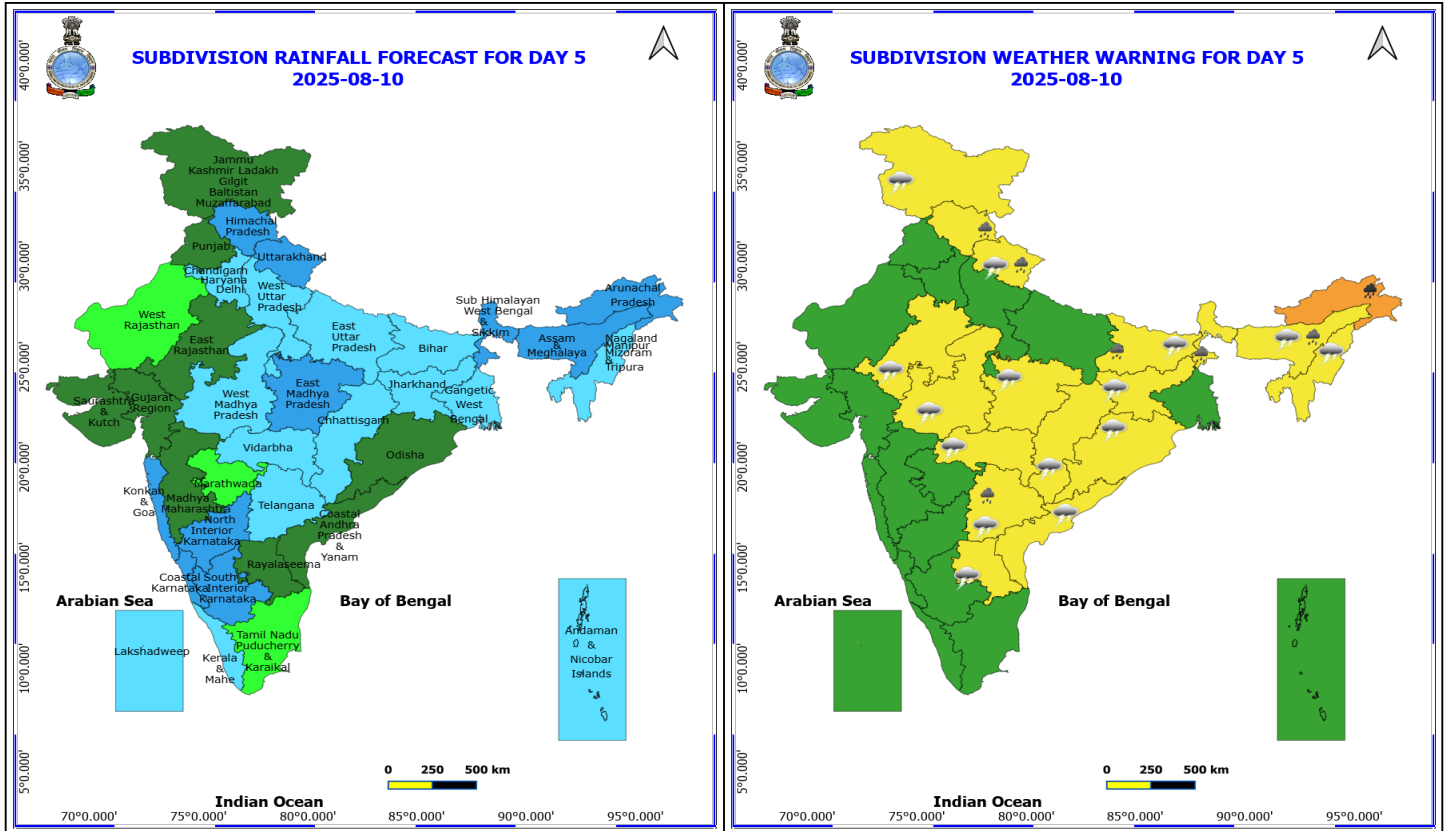 SUBDIVISION RAINFALL FORECAST FOR DAY 5
2025-08-10
40°0.000'
35°0.000'
30°0.000'
25°0.000'
20°0.000'
15°0.000'
10°0.000'
5°0.000'
Jammu
Kashmir Ladakh
Gilgit
Baltistan
Muzaffarabad
Himachal
Pradesh
Punjab
Uttarakhand
Chandigarh
Haryana
Delhi
West
Uttar
Pradesh
West
Rajasthan
East
Rajasthan
East
Uttar
Pradesh
Bihar
Sub Himalayan
West Bengal
&
Sikkim
Arunachal
Pradesh
Assam
&
Meghalaya
Nagaland
Manipur
Mizoram
&
Tripura
Saurashtra
&
Kutch
Gujarat
Region
West
Madhya
Pradesh
East
Madhya
Pradesh
Jharkhand
Gangetic
West
Bengal
Chhattisgarh
Vidarbha
Odisha
Marathwada
Telangana
Konkan
&
Goa
Madhya
Maharashtra
North
Interior
Karnataka
Coastal
Andhra
Pradesh
&
Yanam
Rayalaseema
Coastal
Karnataka
South
Interior
Karnataka
Arabian Sea
Bay of Bengal
Lakshadweep
Kerala
&
Mahe
Tamil Nadu
Puducherry
&
Karaikal
Andaman
&
Nicobar
Islands
0 250 500 km
Indian Ocean
70°0.000' 75°0.000' 80°0.000' 85°0.000' 90°0.000' 95°0.000'
SUBDIVISION WEATHER WARNING FOR DAY 5
2025-08-10
40°0.000'
35°0.000'
30°0.000'
25°0.000'
20°0.000'
15°0.000'
10°0.000'
5°0.000'
Arabian Sea
Bay of Bengal
0 250 500 km
Indian Ocean
70°0.000' 75°0.000' 80°0.000' 85°0.000' 90°0.000' 95°0.000'